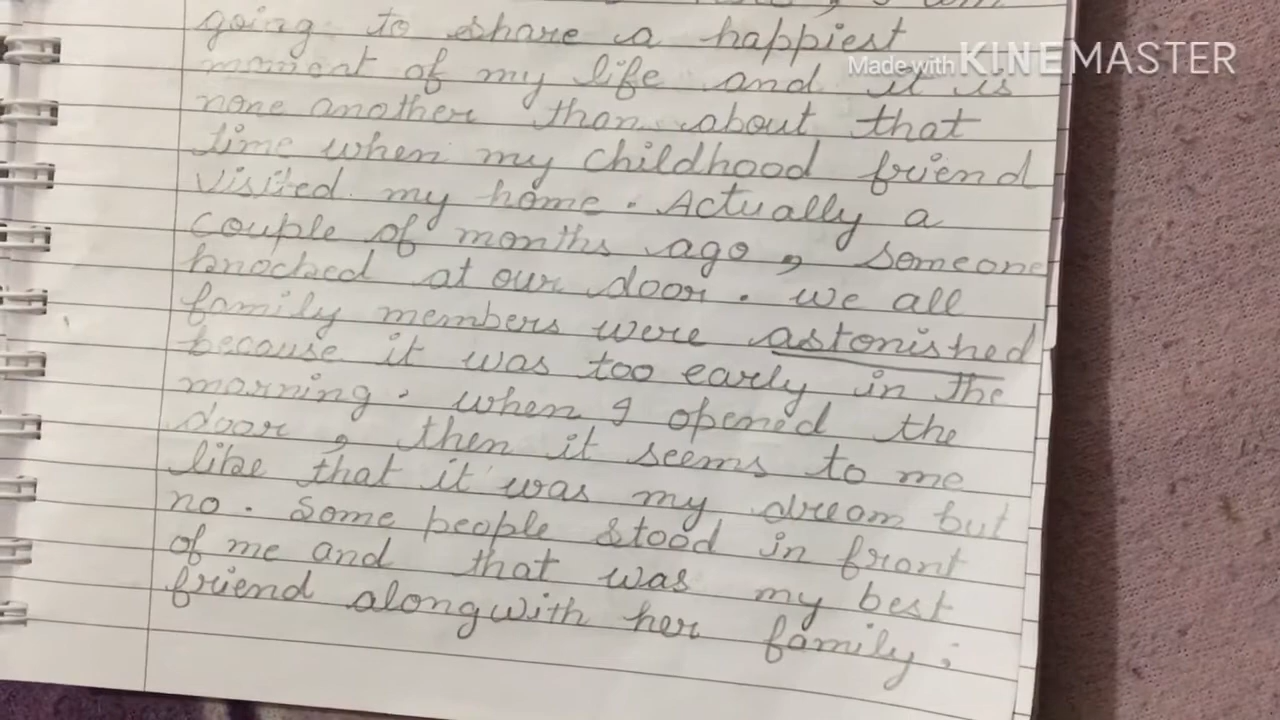 going to share a happiest
moment of my life and it is
none another than about that
time when my childhood friend
visited my home. Actually a
couple of months ago, someone
knocked at our door. we all
family members were astonished
because it was too early in the
morning. when I opened the
door, then it seems to me
like that it was my dream but
no. Some people stood in front
of me and that was my best
friend alongwith her family;
Made with KINEMASTER